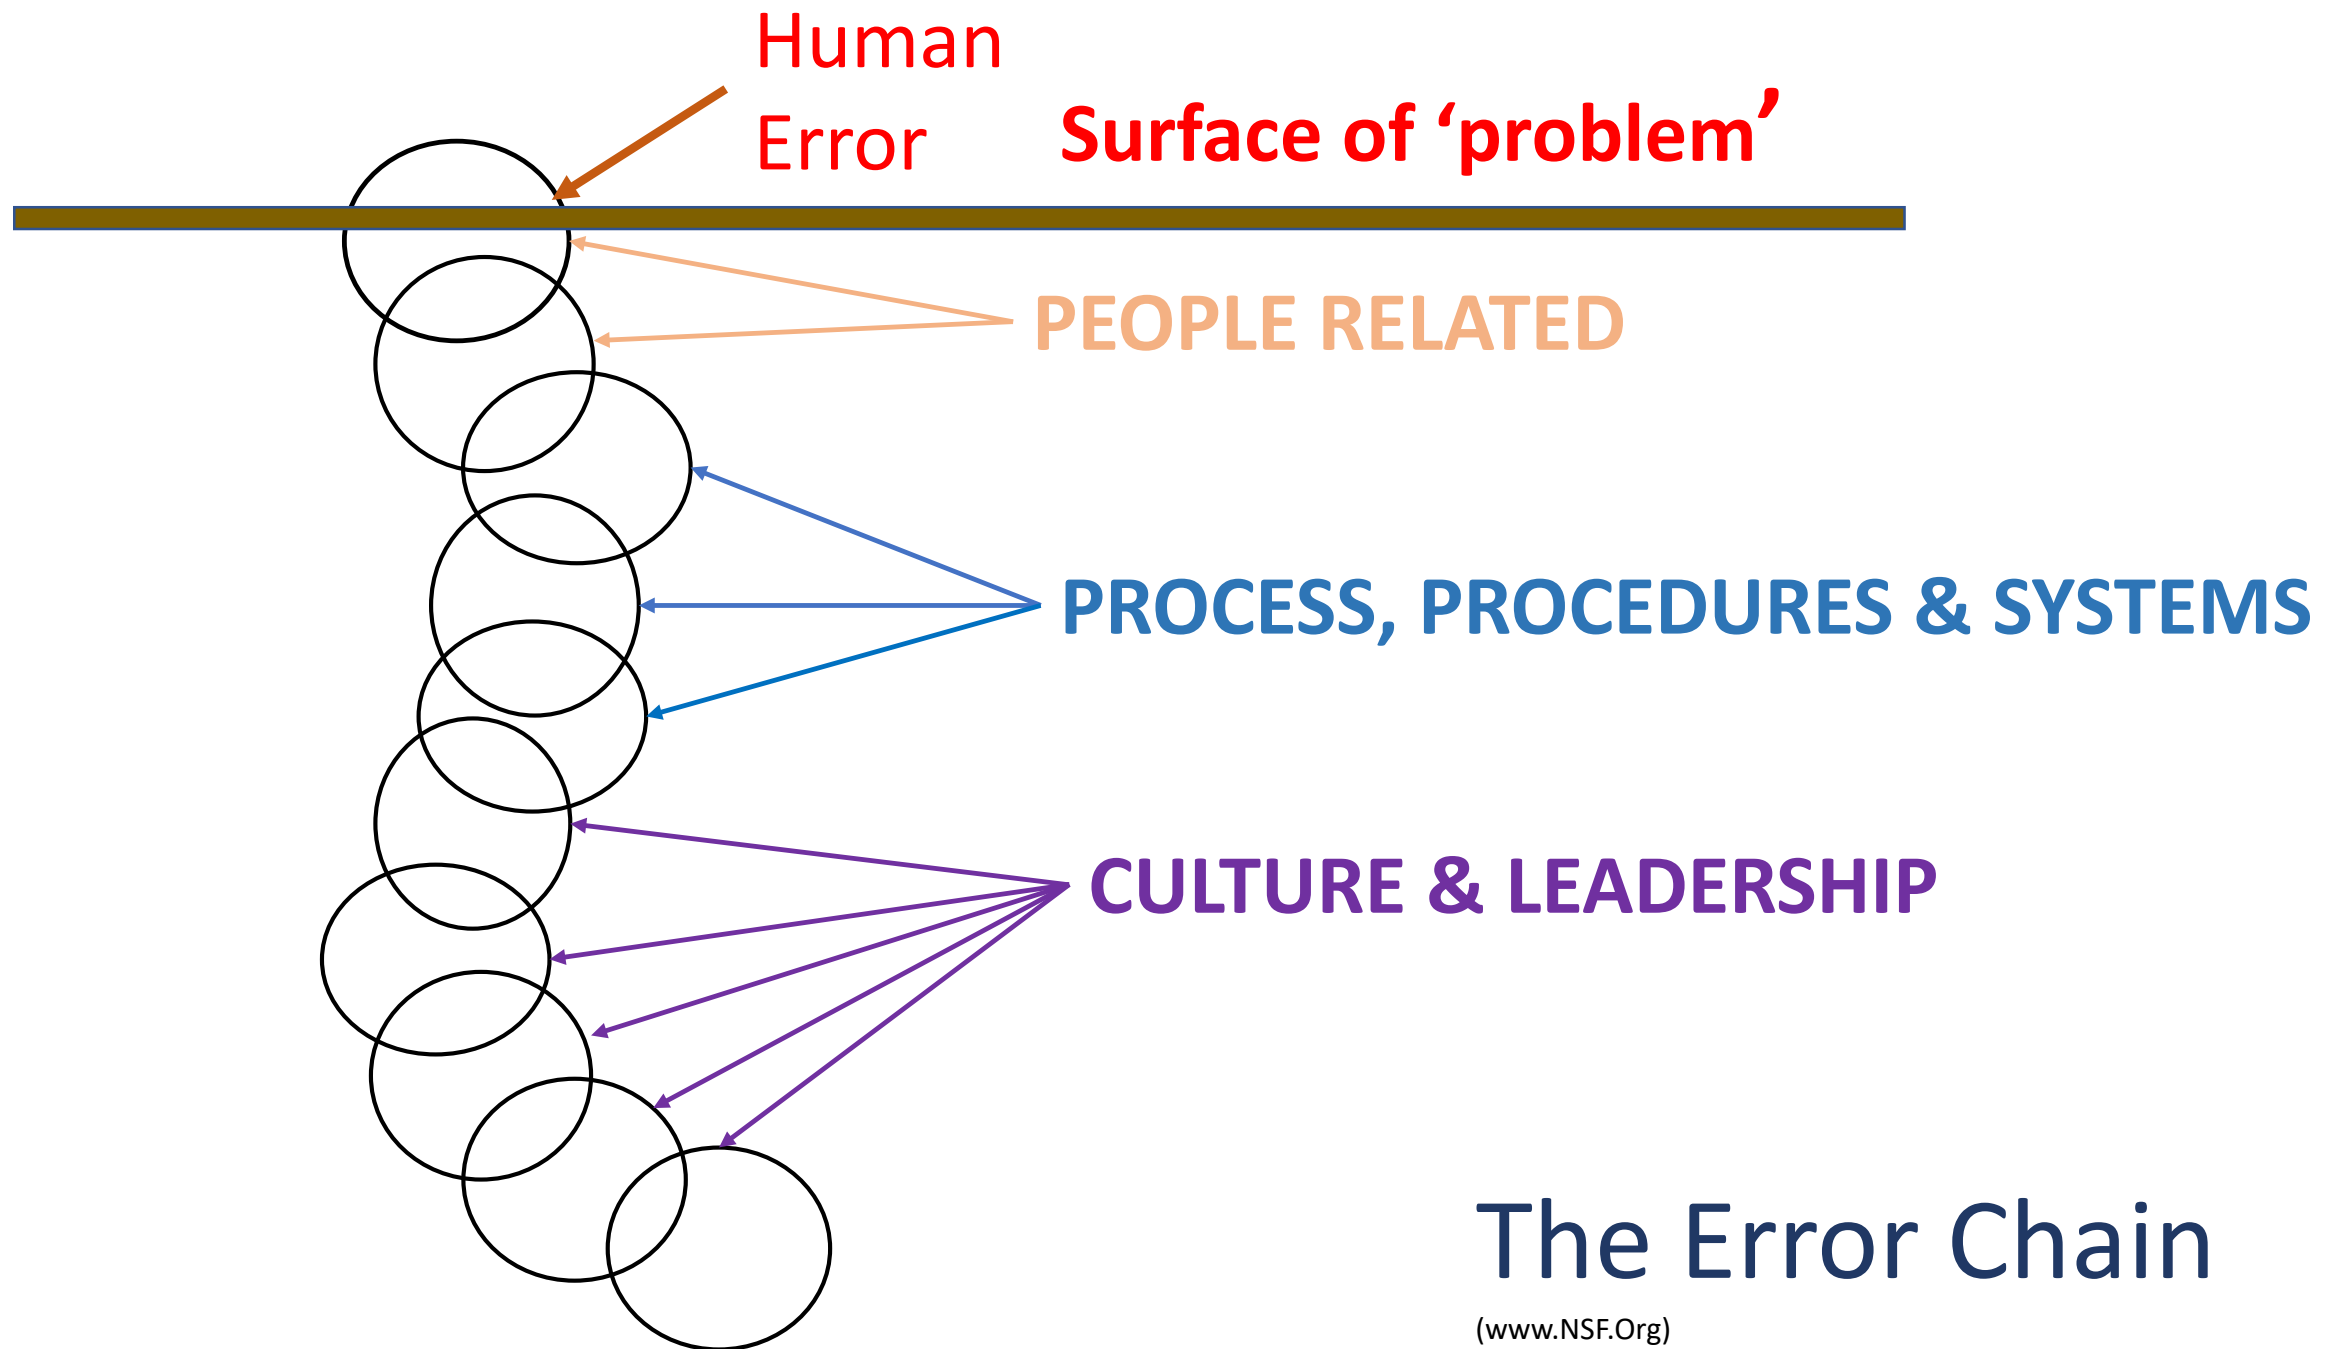 Human
Error
Surface of ‘problem’
PEOPLE RELATED
PROCESS, PROCEDURES & SYSTEMS
CULTURE & LEADERSHIP
The Error Chain
(www.NSF.Org)